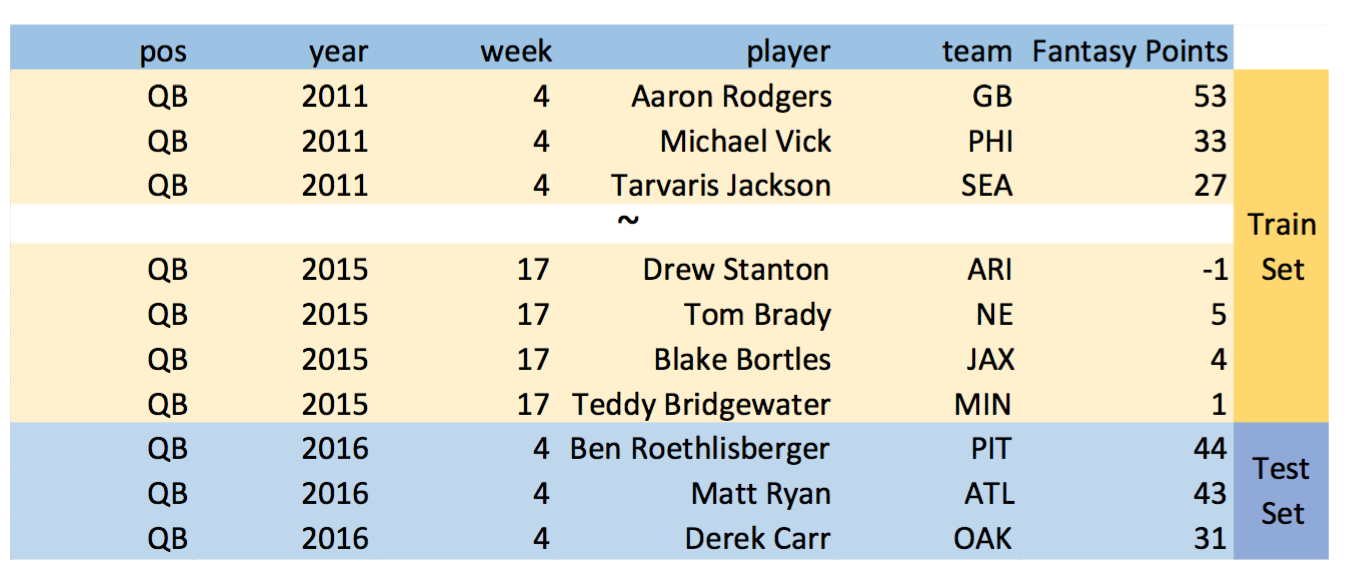 pos year week player team Fantasy Points
QB 2011 4 Aaron Rodgers GB 53
QB 2011 4 Michael Vick PHI 33
QB 2011 4 Tarvaris Jackson SEA 27
~
Train
Set
QB 2015 17 Drew Stanton ARI -1
QB 2015 17 Tom Brady NE 5
QB 2015 17 Blake Bortles JAX 4
QB 2015 17 Teddy Bridgewater MIN 1
QB 2016 4 Ben Roethlisberger PIT 44
QB 2016 4 Matt Ryan ATL 43
QB 2016 4 Derek Carr OAK 31
Test
Set